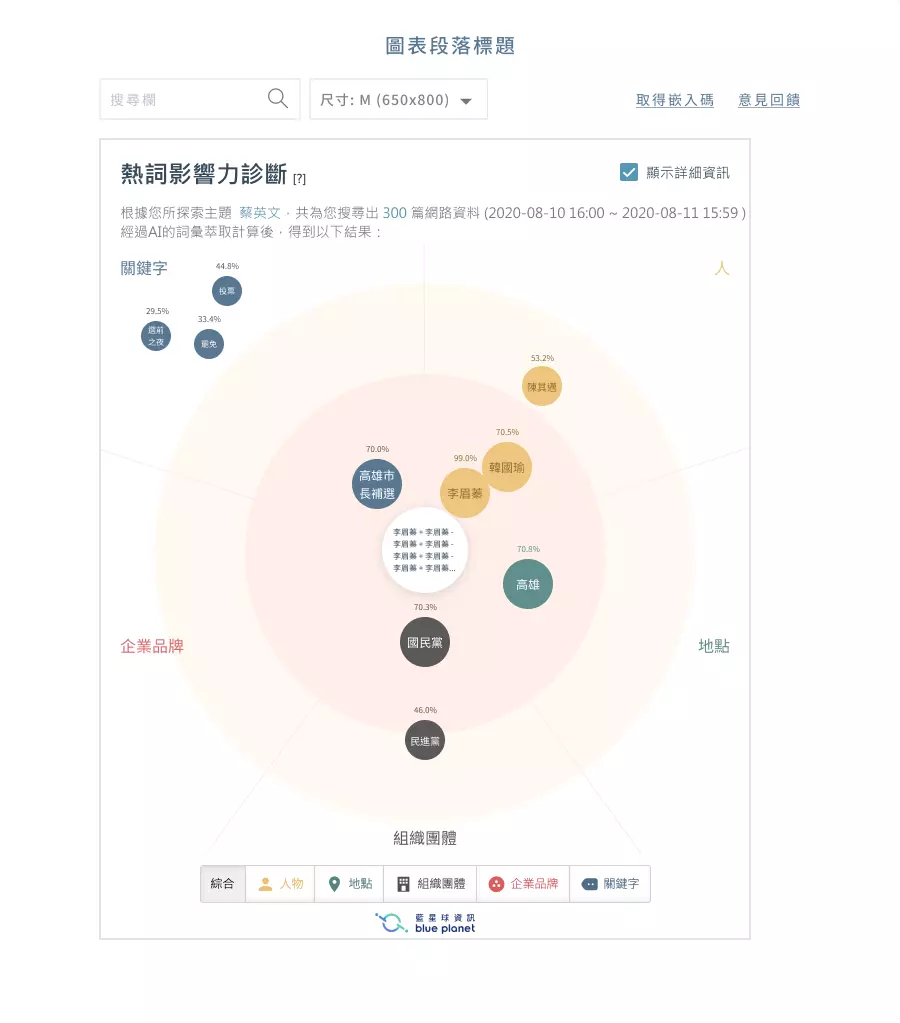 圖表段落標題
搜尋欄
尺寸: M (650x800)
取得嵌入碼
意見回饋
熱詞影響力診斷 [?]
顯示詳細資訊
根據您所探索主題 蔡英文，共為您搜尋出 300 篇網路資料 (2020-08-10 16:00 ~ 2020-08-11 15:59 )
經過AI的詞彙萃取計算後，得到以下結果：
關鍵字
人
44.8%
投票
29.5%
選前
之夜
33.4%
罷免
53.2%
陳其邁
70.5%
韓國瑜
99.0%
李眉蓁
70.0%
高雄市
長補選
李眉蓁。李眉蓁、
李眉蓁。李眉蓁、
李眉蓁。李眉蓁、
李眉蓁。李眉蓁...
70.8%
高雄
70.3%
國民黨
企業品牌
地點
46.0%
民進黨
組織團體
綜合
人物
地點
組織團體
企業品牌
關鍵字
藍星球資訊
blue planet